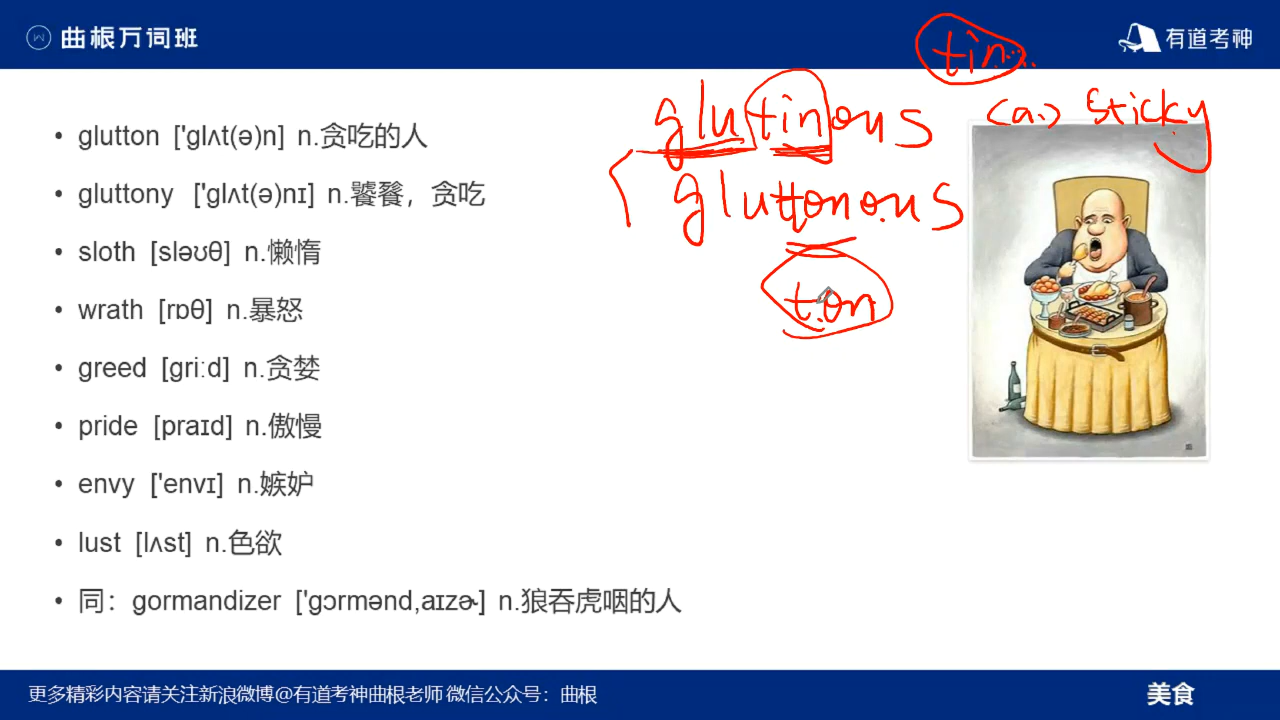 曲根万词班
有道考神
tin...
glutinous
(a.) sticky
gluttonous
ton
• glutton ['glʌt(ə)n] n.贪吃的人
• gluttony ['glʌt(ə)nɪ] n.饕餮，贪吃
• sloth [sləʊθ] n.懒惰
• wrath [rɒθ] n.暴怒
• greed [griːd] n.贪婪
• pride [praɪd] n.傲慢
• envy ['envɪ] n.嫉妒
• lust [lʌst] n.色欲
• 同：gormandizer ['gɔrmənd,aɪzɚ] n.狼吞虎咽的人
更多精彩内容请关注新浪微博@有道考神曲根老师 微信公众号：曲根
美食